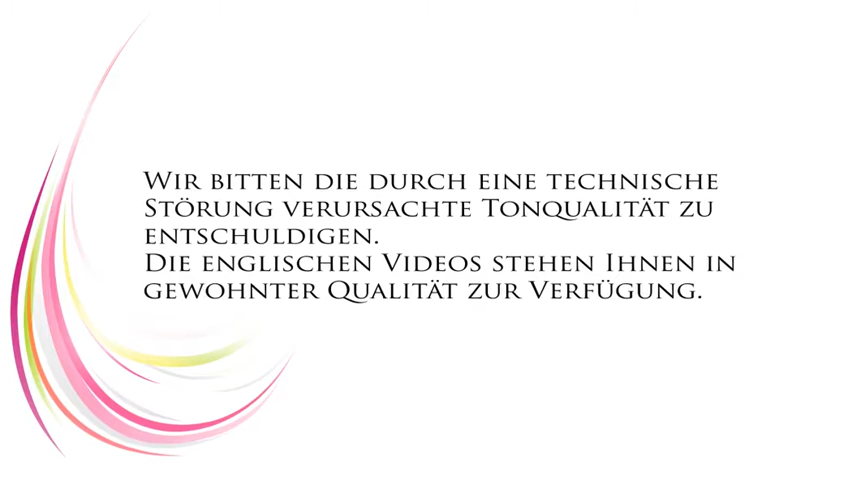 Wir bitten die durch eine technische
Störung verursachte Tonqualität zu
entschuldigen.
Die englischen Videos stehen Ihnen in
gewohnter Qualität zur Verfügung.